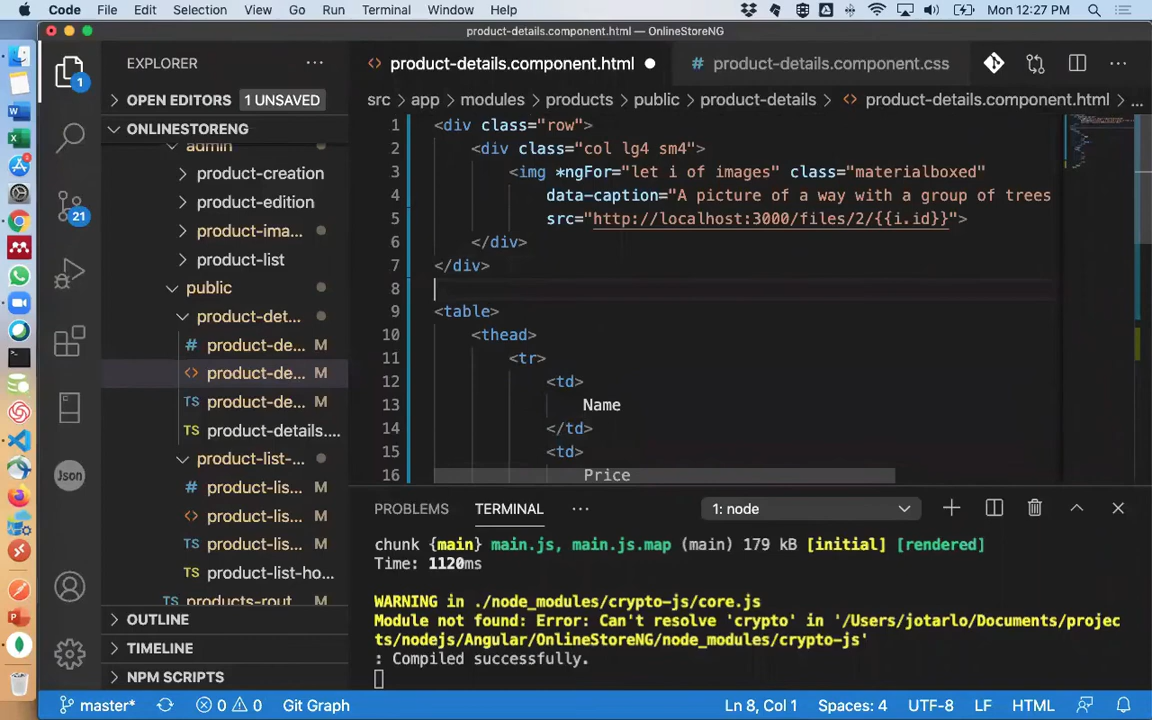 Code File Edit Selection View Go Run Terminal Window Help Mon 12:27 PM
product-details.component.html — OnlineStoreNG
EXPLORER
product-details.component.html
# product-details.component.css
OPEN EDITORS 1 UNSAVED
src > app > modules > products > public > product-details > product-details.component.html > ...
ONLINESTORENG
admin
product-creation
product-edition
product-ima...
product-list
public
product-det...
# product-de... M
<> product-de... M
TS product-de... M
TS product-details....
product-list-...
# product-lis... M
<> product-lis... M
TS product-lis... M
TS product-list-ho...
TS products-rout... M
OUTLINE
TIMELINE
NPM SCRIPTS
1
21
Json
1 <div class="row">
2 <div class="col lg4 sm4">
3 <img *ngFor="let i of images" class="materialboxed"
4 data-caption="A picture of a way with a group of trees
5 src="http://localhost:3000/files/2/{{i.id}}">
6 </div>
7 </div>
8
9 <table>
10 <thead>
11 <tr>
12 <td>
13 Name
14 </td>
15 <td>
16 Price
PROBLEMS TERMINAL ... 1: node
chunk {main} main.js, main.js.map (main) 179 kB [initial] [rendered]
Time: 1120ms
WARNING in ./node_modules/crypto-js/core.js
Module not found: Error: Can't resolve 'crypto' in '/Users/jotarlo/Documents/projec
ts/nodejs/Angular/OnlineStoreNG/node_modules/crypto-js'
: Compiled successfully.
master* 0 0 Git Graph Ln 8, Col 1 Spaces: 4 UTF-8 LF HTML